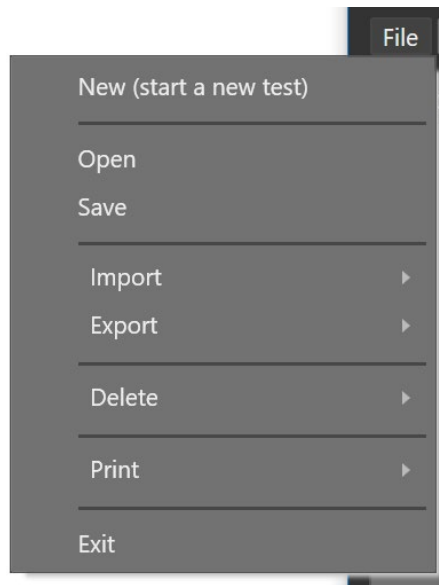 File
New (start a new test)
Open
Save
Import
Export
Delete
Print
Exit